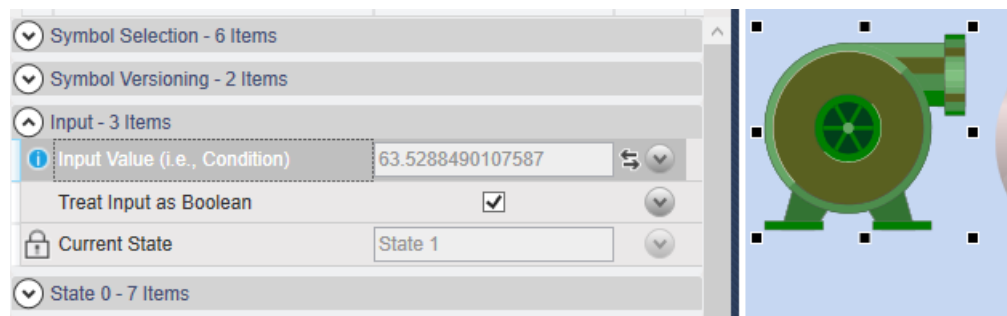 Symbol Selection - 6 Items
Symbol Versioning - 2 Items
Input - 3 Items
Input Value (i.e., Condition) 63.5288490107587
Treat Input as Boolean
Current State State 1
State 0 - 7 Items